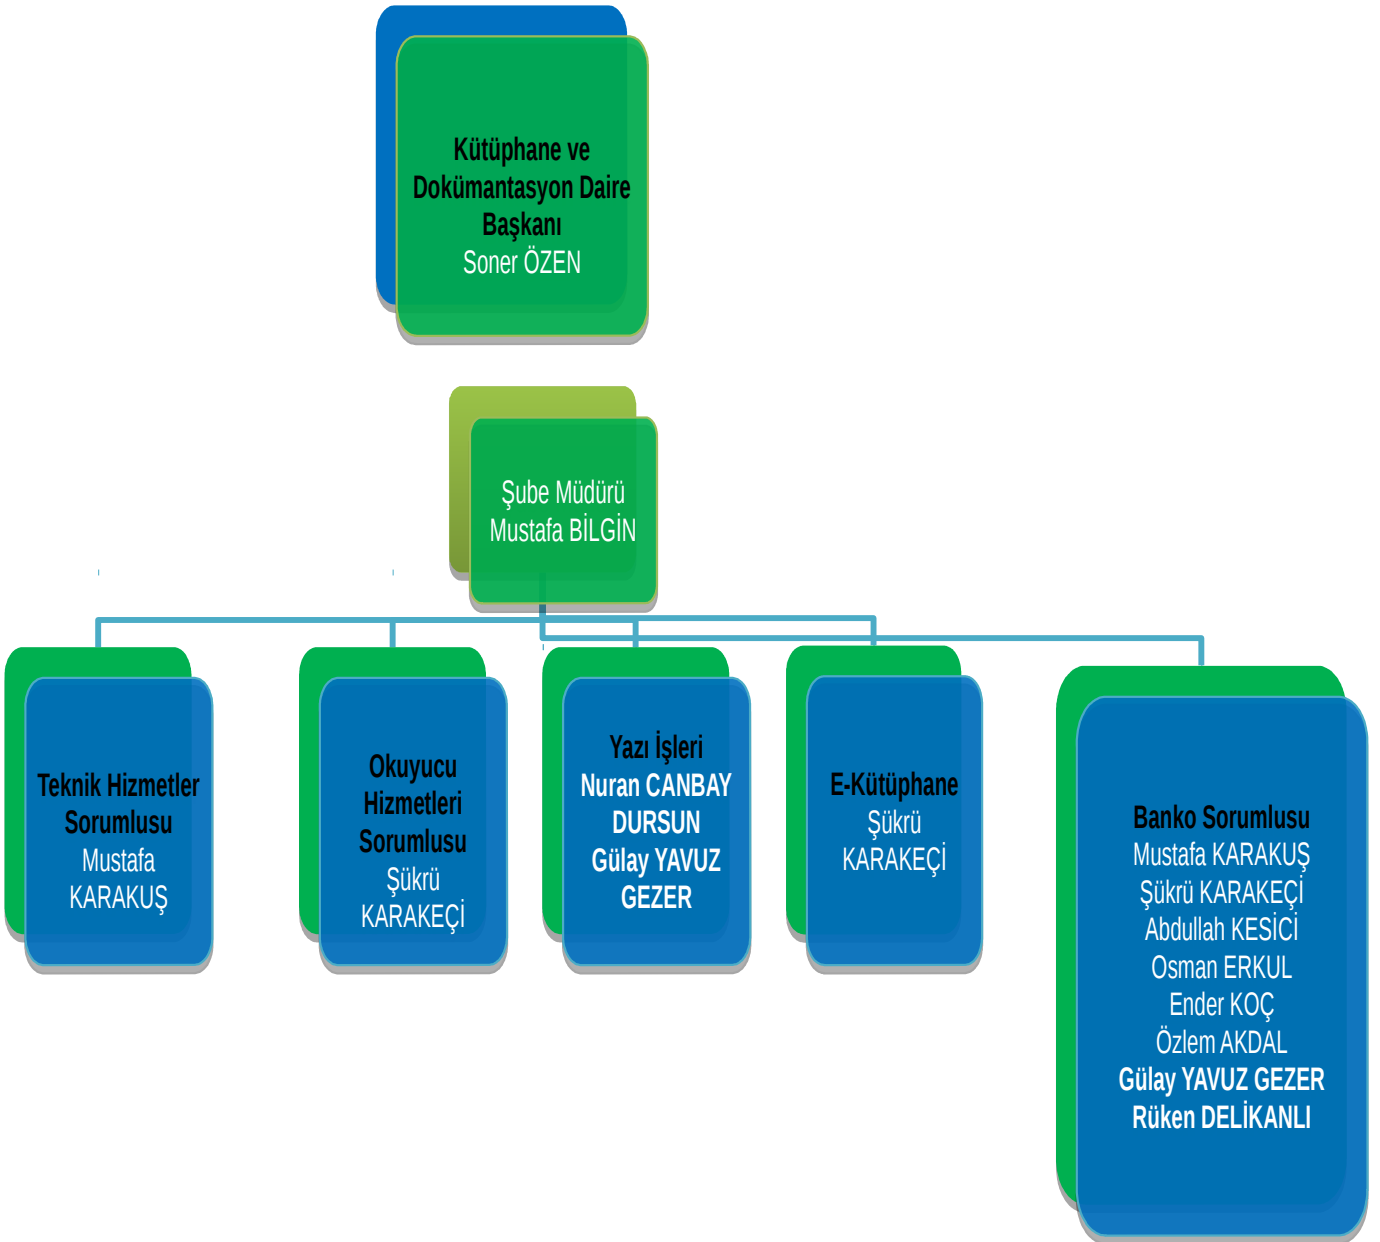 Kütüphane ve
Dokümantasyon Daire
Başkanı
Soner ÖZEN
Şube Müdürü
Mustafa BİLGİN
Teknik Hizmetler
Sorumlusu
Mustafa
KARAKUŞ
Okuyucu
Hizmetleri
Sorumlusu
Şükrü
KARAKEÇİ
Yazı İşleri
Nuran CANBAY
DURSUN
Gülay YAVUZ
GEZER
E-Kütüphane
Şükrü
KARAKEÇİ
Banko Sorumlusu
Mustafa KARAKUŞ
Şükrü KARAKEÇİ
Abdullah KESİCİ
Osman ERKUL
Ender KOÇ
Özlem AKDAL
Gülay YAVUZ GEZER
Rüken DELİKANLI